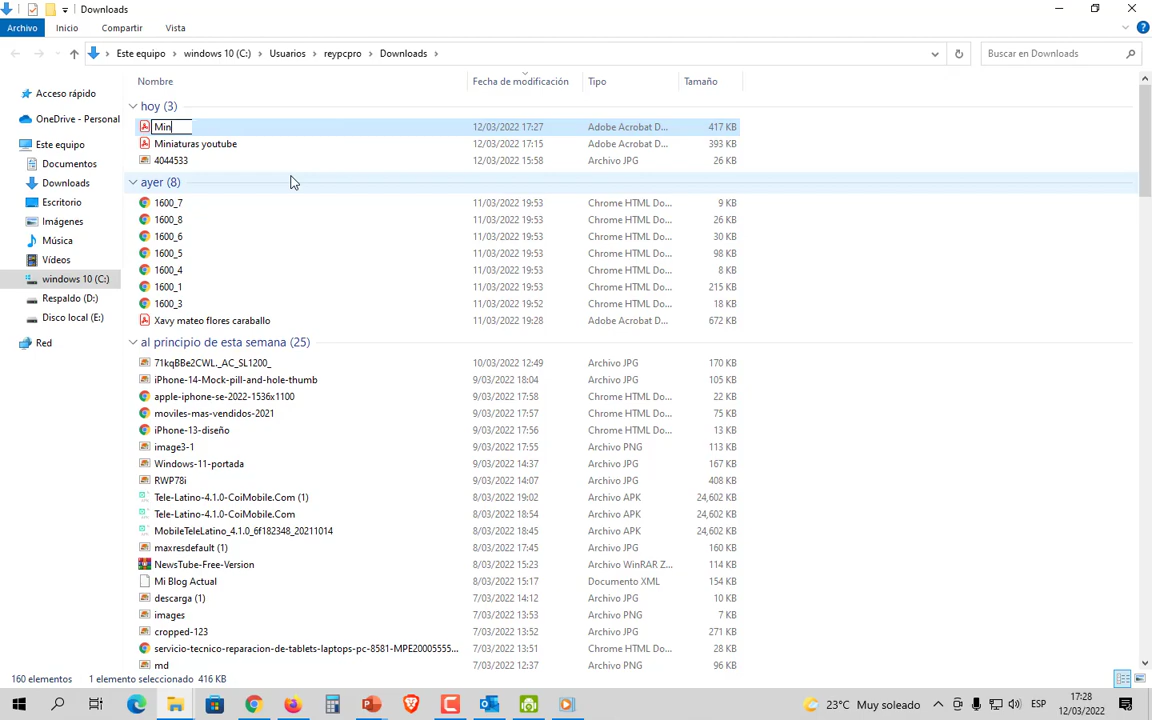 Downloads
Archivo Inicio Compartir Vista
Este equipo windows 10 (C:) Usuarios reypcpro Downloads Buscar en Downloads
Nombre Fecha de modificación Tipo Tamaño
Acceso rápido
OneDrive - Personal
Este equipo
Documentos
Downloads
Escritorio
Imágenes
Música
Vídeos
windows 10 (C:)
Respaldo (D:)
Disco local (E:)
Red
hoy (3)
Min 12/03/2022 17:27 Adobe Acrobat D... 417 KB
Miniaturas youtube 12/03/2022 17:15 Adobe Acrobat D... 393 KB
4044533 12/03/2022 15:58 Archivo JPG 26 KB
ayer (8)
1600_7 11/03/2022 19:53 Chrome HTML Do... 9 KB
1600_8 11/03/2022 19:53 Chrome HTML Do... 26 KB
1600_6 11/03/2022 19:53 Chrome HTML Do... 30 KB
1600_5 11/03/2022 19:53 Chrome HTML Do... 98 KB
1600_4 11/03/2022 19:53 Chrome HTML Do... 8 KB
1600_1 11/03/2022 19:53 Chrome HTML Do... 215 KB
1600_3 11/03/2022 19:52 Chrome HTML Do... 18 KB
Xavy mateo flores caraballo 11/03/2022 19:28 Adobe Acrobat D... 672 KB
al principio de esta semana (25)
71kqBBe2CWL._AC_SL1200_ 10/03/2022 12:49 Archivo JPG 170 KB
iPhone-14-Mock-pill-and-hole-thumb 9/03/2022 18:04 Archivo JPG 105 KB
apple-iphone-se-2022-1536x1100 9/03/2022 17:58 Chrome HTML Do... 22 KB
moviles-mas-vendidos-2021 9/03/2022 17:57 Chrome HTML Do... 75 KB
iPhone-13-diseño 9/03/2022 17:56 Chrome HTML Do... 13 KB
image3-1 9/03/2022 17:55 Archivo PNG 113 KB
Windows-11-portada 9/03/2022 14:37 Archivo JPG 167 KB
RWP78i 9/03/2022 14:07 Archivo JPG 408 KB
Tele-Latino-4.1.0-CoiMobile.Com (1) 8/03/2022 19:02 Archivo APK 24,602 KB
Tele-Latino-4.1.0-CoiMobile.Com 8/03/2022 18:54 Archivo APK 24,602 KB
MobileTeleLatino_4.1.0_6f182348_20211014 8/03/2022 18:45 Archivo APK 24,602 KB
maxresdefault (1) 8/03/2022 17:45 Archivo JPG 160 KB
NewsTube-Free-Version 8/03/2022 15:23 Archivo WinRAR Z... 114 KB
Mi Blog Actual 8/03/2022 15:17 Documento XML 154 KB
descarga (1) 7/03/2022 14:12 Archivo JPG 10 KB
images 7/03/2022 13:53 Archivo PNG 7 KB
cropped-123 7/03/2022 13:52 Archivo JPG 271 KB
servicio-tecnico-reparacion-de-tablets-laptops-pc-8581-MPE20005555... 7/03/2022 13:51 Chrome HTML Do... 28 KB
md 7/03/2022 12:37 Archivo PNG 96 KB
160 elementos 1 elemento seleccionado 416 KB
23°C Muy soleado ESP 17:28
12/03/2022